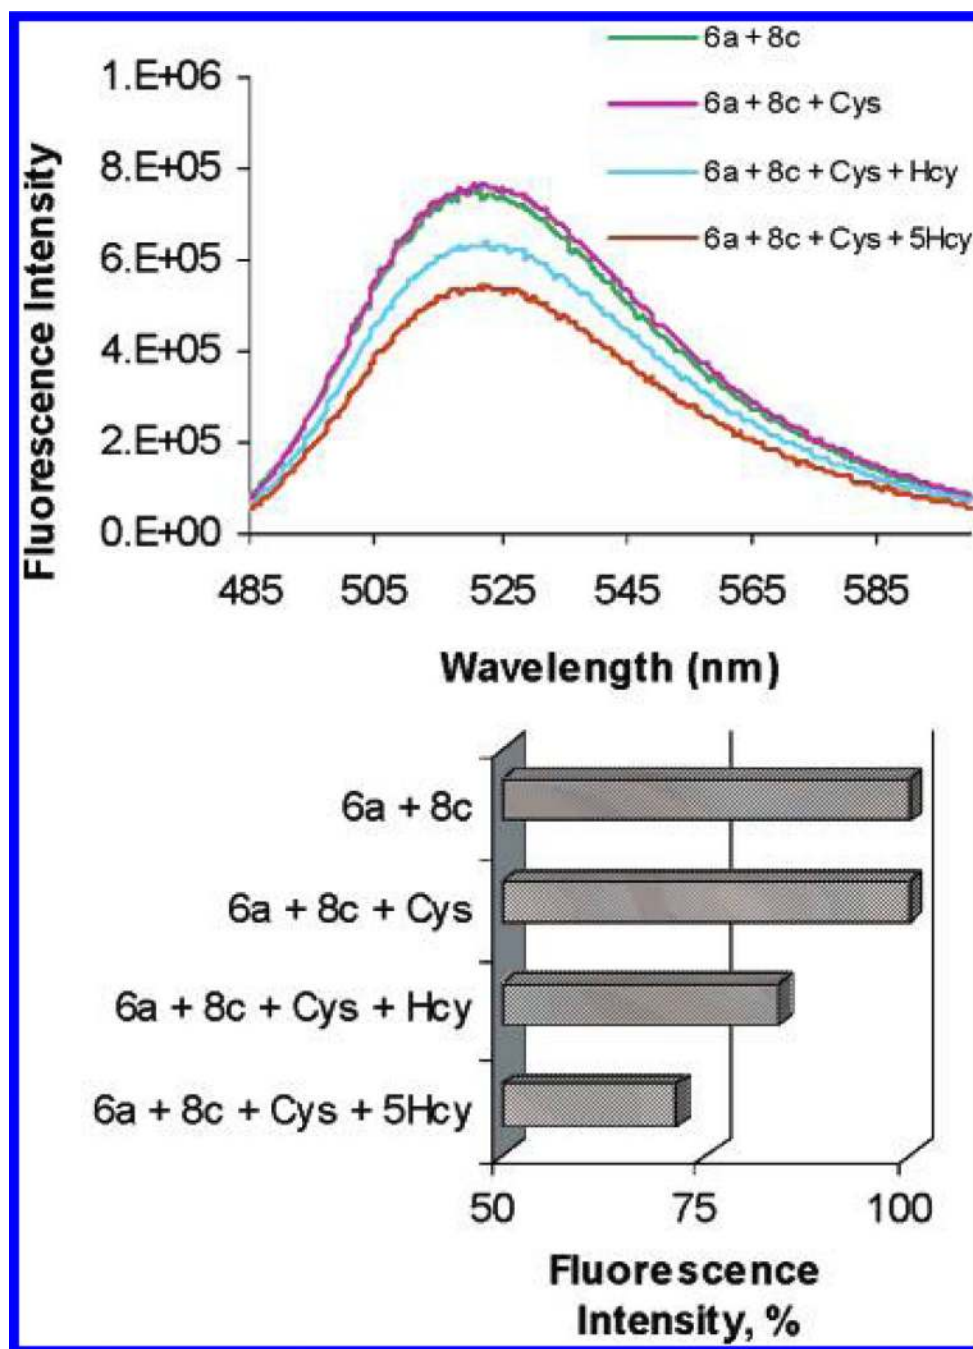 6a + 8c
6a + 8c + Cys
6a + 8c + Cys + Hcy
6a + 8c + Cys + 5Hcy
Fluorescence Intensity
1.E+06
8.E+05
6.E+05
4.E+05
2.E+05
0.E+00
485 505 525 545 565 585
Wavelength (nm)
6a + 8c
6a + 8c + Cys
6a + 8c + Cys + Hcy
6a + 8c + Cys + 5Hcy
50 75 100
Fluorescence
Intensity, %